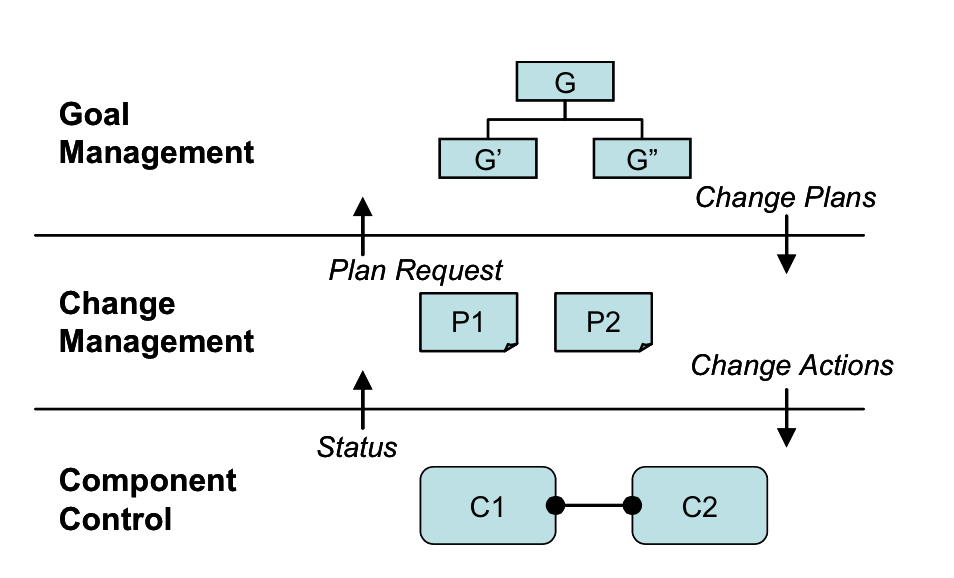 G
Goal
Management
G’
G”
Change Plans
Plan Request
Change
Management
P1
P2
Change Actions
Status
Component
Control
C1
C2